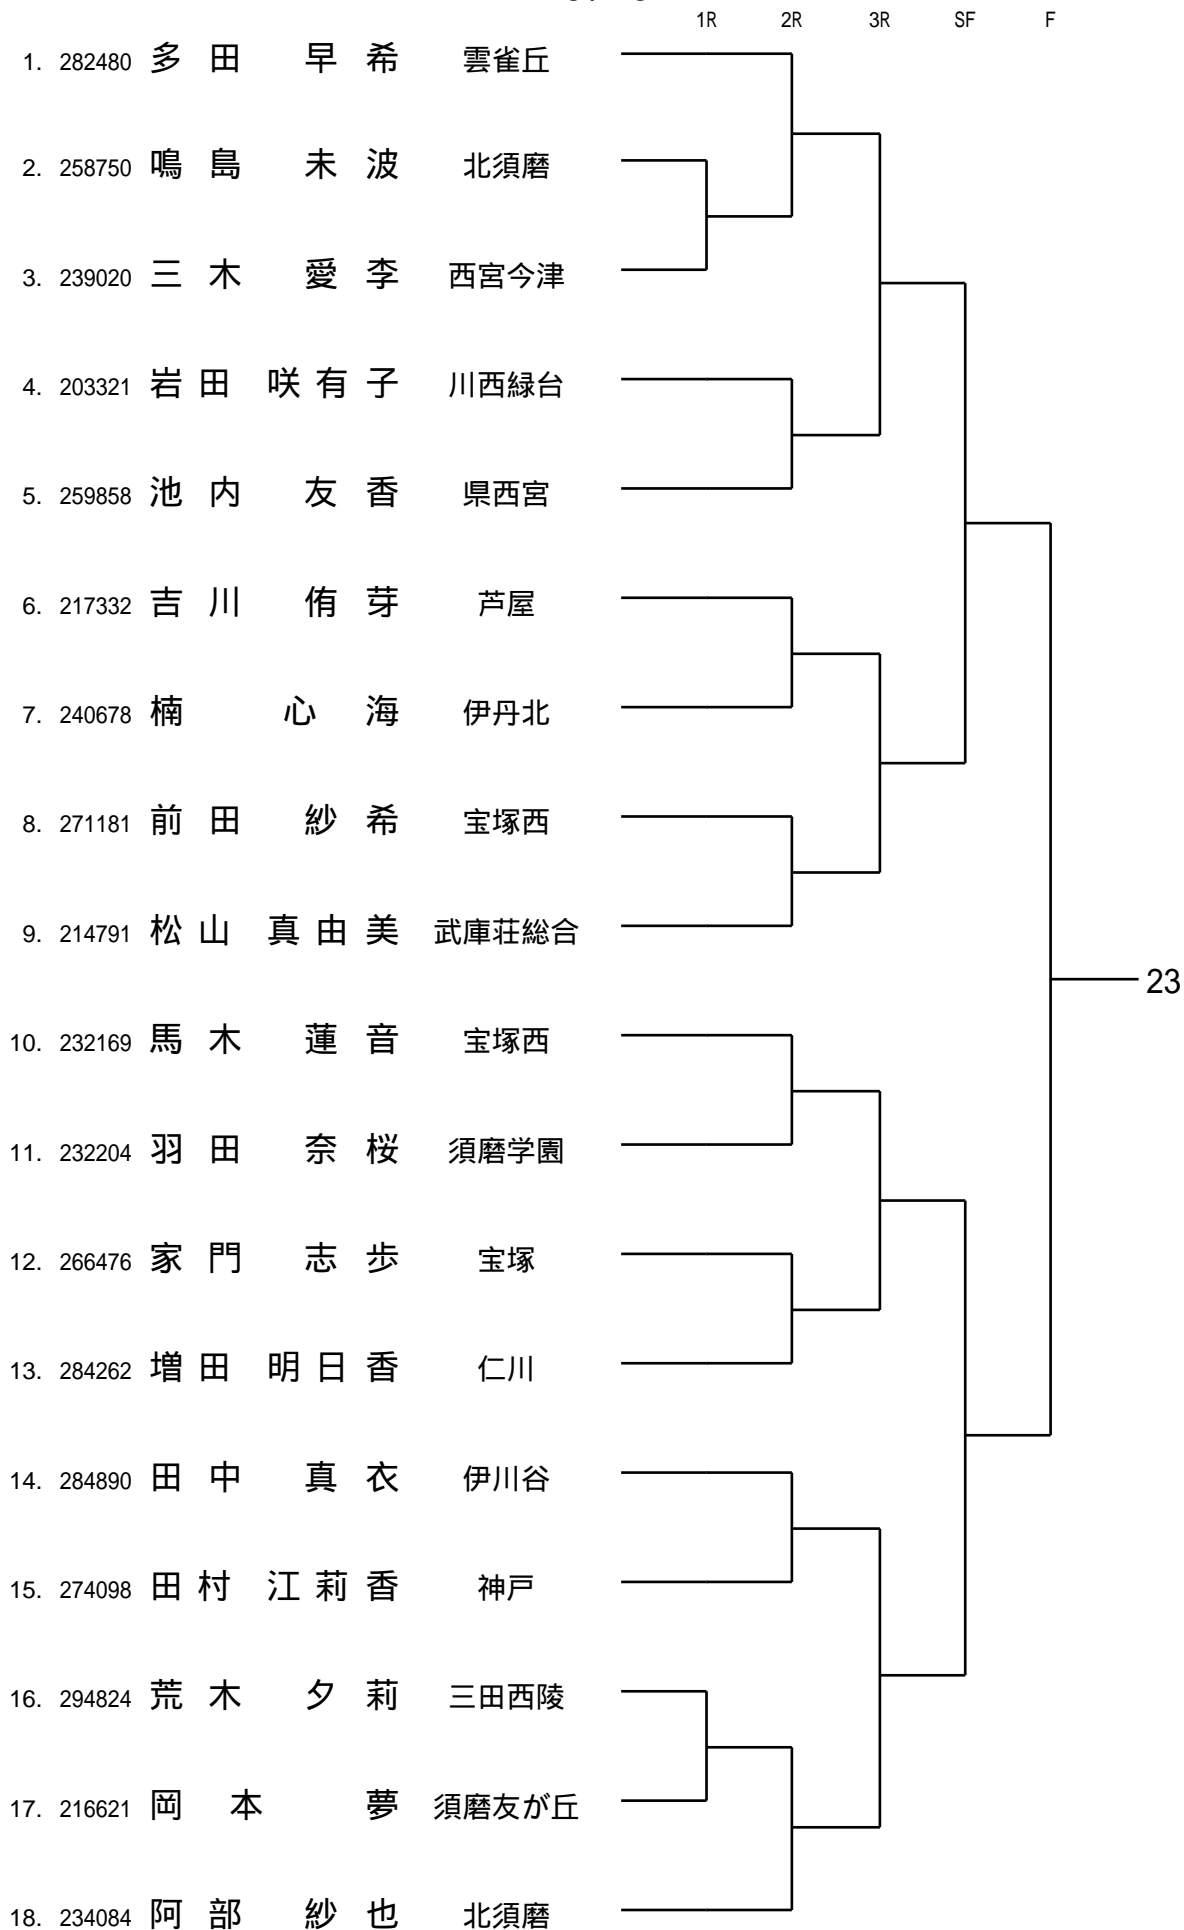 1R 2R 3R SF F
1. 282480 多田 早希 雲雀丘
2. 258750 鳴島 未波 北須磨
3. 239020 三木 愛李 西宮今津
4. 203321 岩田 咲有子 川西緑台
5. 259858 池内 友香 県西宮
6. 217332 吉川 侑芽 芦屋
7. 240678 楠 心海 伊丹北
8. 271181 前田 紗希 宝塚西
9. 214791 松山 真由美 武庫荘総合
23
10. 232169 馬木 蓮音 宝塚西
11. 232204 羽田 奈桜 須磨学園
12. 266476 家門 志歩 宝塚
13. 284262 増田 明日香 仁川
14. 284890 田中 真衣 伊川谷
15. 274098 田村 江莉香 神戸
16. 294824 荒木 夕莉 三田西陵
17. 216621 岡本 夢 須磨友が丘
18. 234084 阿部 紗也 北須磨